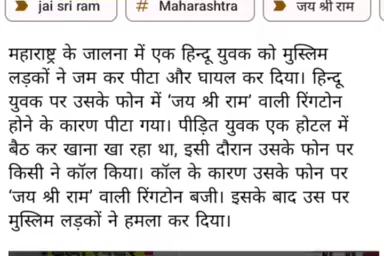 jai sri ram # Maharashtra जय श्री राम
महाराष्ट्र के जालना में एक हिन्दू युवक को मुस्लिम
लड़कों ने जम कर पीटा और घायल कर दिया। हिन्दू
युवक पर उसके फोन में ‘जय श्री राम’ वाली रिंगटोन
होने के कारण पीटा गया। पीड़ित युवक एक होटल में
बैठ कर खाना खा रहा था, इसी दौरान उसके फोन पर
किसी ने कॉल किया। कॉल के कारण उसके फोन पर
‘जय श्री राम’ वाली रिंगटोन बजी। इसके बाद उस पर
मुस्लिम लड़कों ने हमला कर दिया।